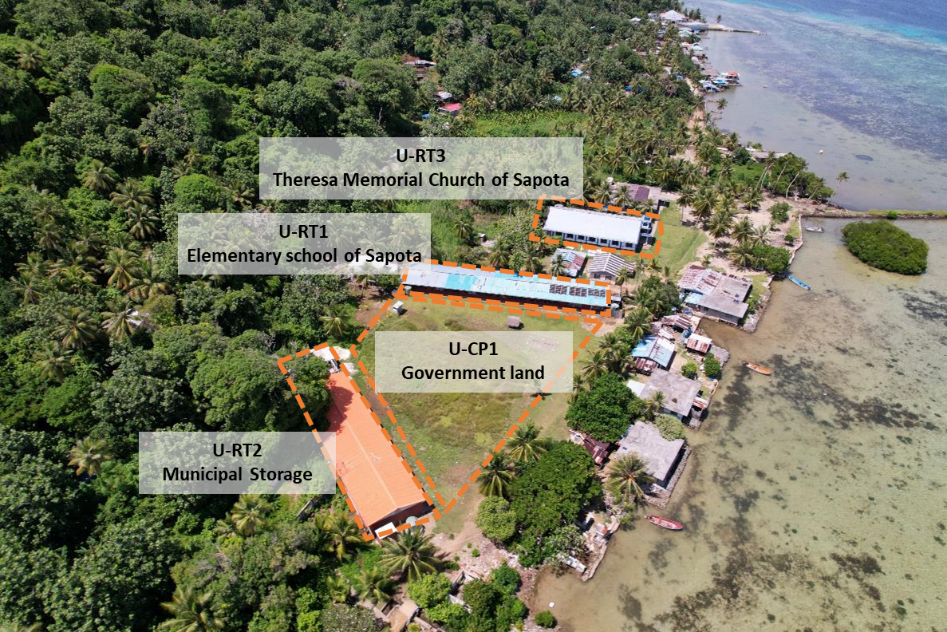 U-RT3
Theresa Memorial Church of Sapota
U-RT1
Elementary school of Sapota
U-CP1
Government land
U-RT2
Municipal Storage